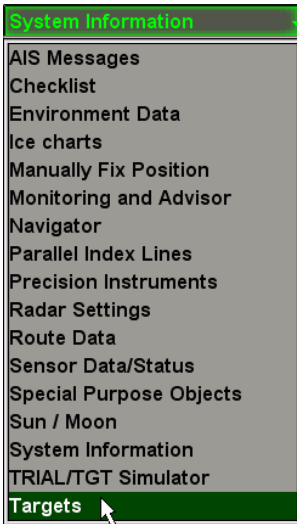 System Information
AIS Messages
Checklist
Environment Data
Ice charts
Manually Fix Position
Monitoring and Advisor
Navigator
Parallel Index Lines
Precision Instruments
Radar Settings
Route Data
Sensor Data/Status
Special Purpose Objects
Sun / Moon
System Information
TRIAL/TGT Simulator
Targets